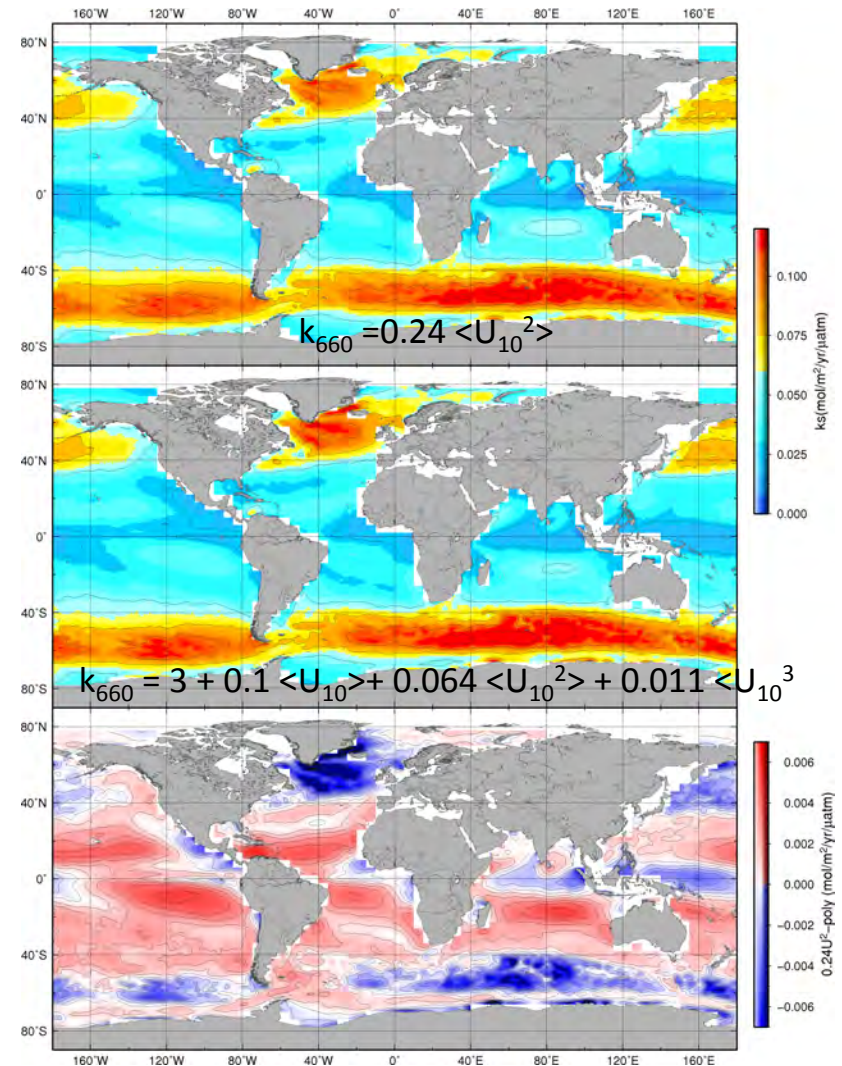 160°W 120°W 80°W 40°W 0° 40°E 80°E 120°E 160°E
80°N
40°N
0°
40°S
80°S
k₆₆₀ =0.24 <U₁₀²>
80°N
40°N
0°
40°S
80°S
k₆₆₀ = 3 + 0.1 <U₁₀>+ 0.064 <U₁₀²> + 0.011 <U₁₀³
0.100
0.075
0.050
0.025
0.000
ks(mol/m²/yr/µatm)
80°N
40°N
0°
40°S
80°S
0.006
0.004
0.002
0.000
−0.002
−0.004
−0.006
0.24U²−poly (mol/m²/yr/µatm)
160°W 120°W 80°W 40°W 0° 40°E 80°E 120°E 160°E